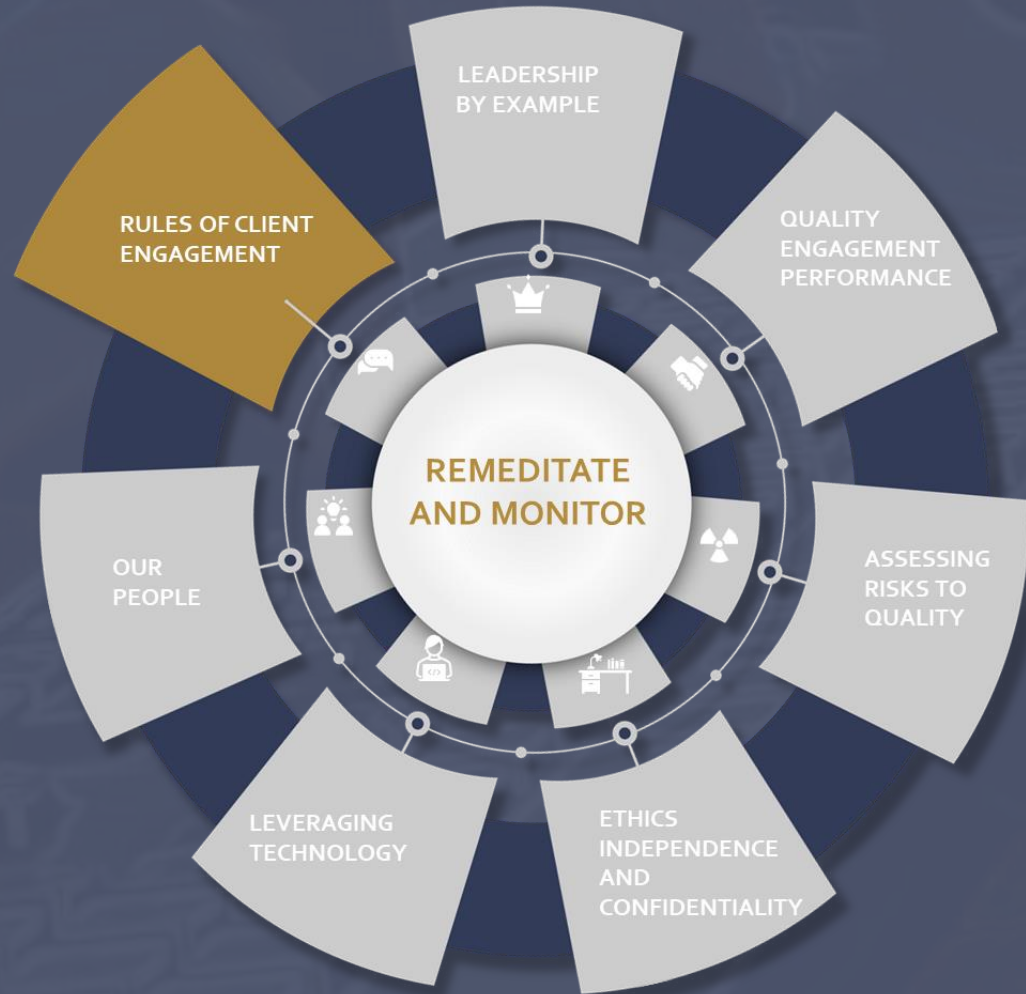 LEADERSHIP
BY EXAMPLE
QUALITY
ENGAGEMENT
PERFORMANCE
ASSESSING
RISKS TO
QUALITY
ETHICS
INDEPENDENCE
AND
CONFIDENTIALITY
LEVERAGING
TECHNOLOGY
OUR
PEOPLE
RULES OF CLIENT
ENGAGEMENT
REMEDITATE
AND MONITOR